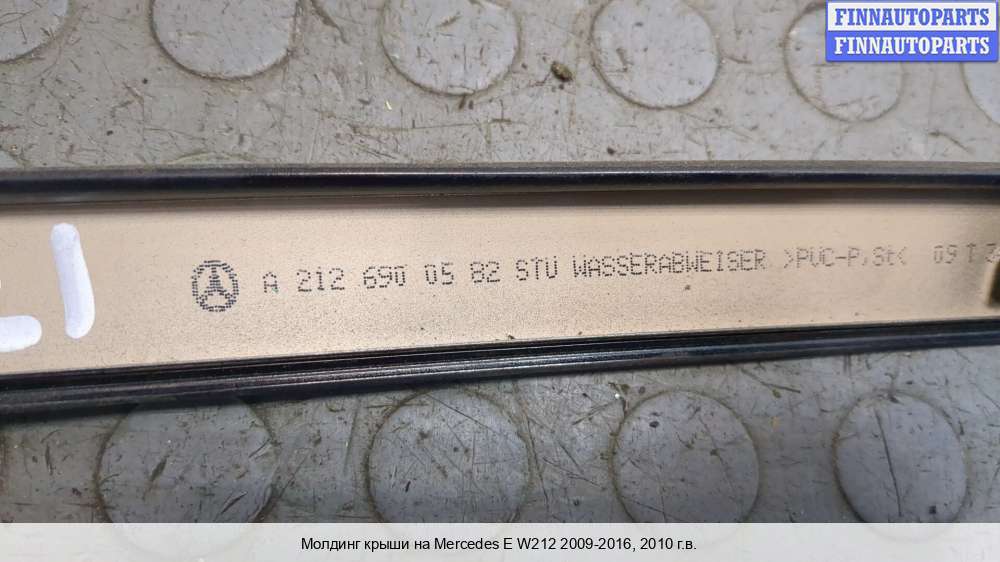 FINNAUTOPARTS
FINNAUTOPARTS
A 212 690 05 82 STU WASSERABWEISER >PVC-P,St<
Молдинг крыши на Mercedes E W212 2009-2016, 2010 г.в.